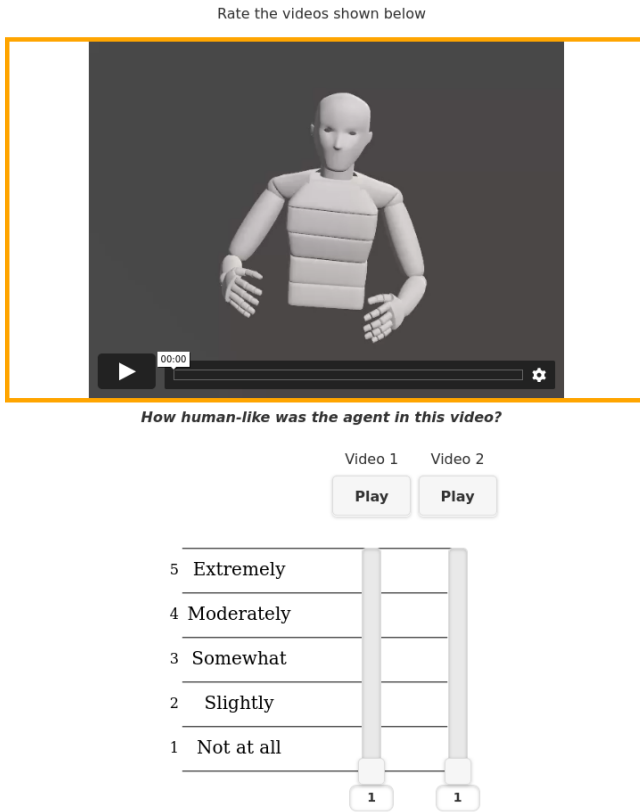 Rate the videos shown below
00:00
How human-like was the agent in this video?
Video 1 Video 2
Play Play
5 Extremely
4 Moderately
3 Somewhat
2 Slightly
1 Not at all
1 1